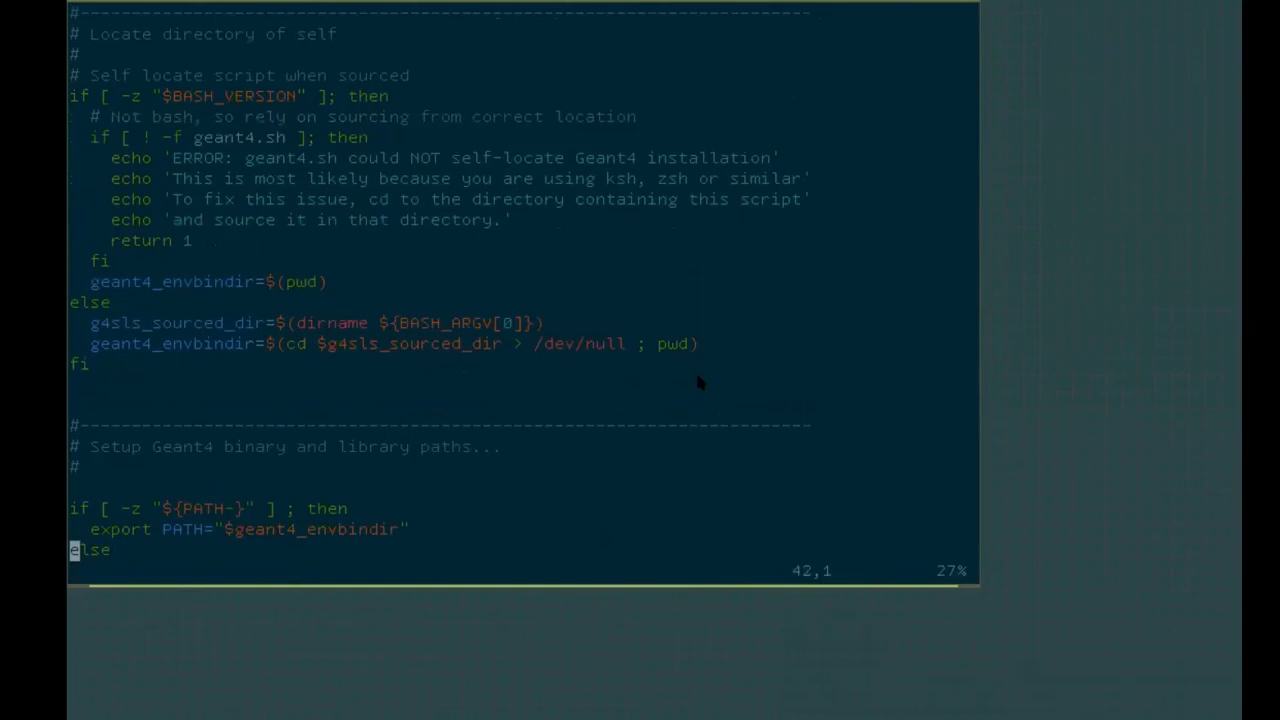 #-----------------------------------------------------------------------
# Locate directory of self
#
# Self locate script when sourced
if [ -z "$BASH_VERSION" ]; then
  # Not bash, so rely on sourcing from correct location
  if [ ! -f geant4.sh ]; then
    echo 'ERROR: geant4.sh could NOT self-locate Geant4 installation'
    echo 'This is most likely because you are using ksh, zsh or similar'
    echo 'To fix this issue, cd to the directory containing this script'
    echo 'and source it in that directory.'
    return 1
  fi
  geant4_envbindir=$(pwd)
else
  g4sls_sourced_dir=$(dirname ${BASH_ARGV[0]})
  geant4_envbindir=$(cd $g4sls_sourced_dir > /dev/null ; pwd)
fi
#-----------------------------------------------------------------------
# Setup Geant4 binary and library paths...
#
if [ -z "${PATH-}" ] ; then
  export PATH="$geant4_envbindir"
else
42,1 27%